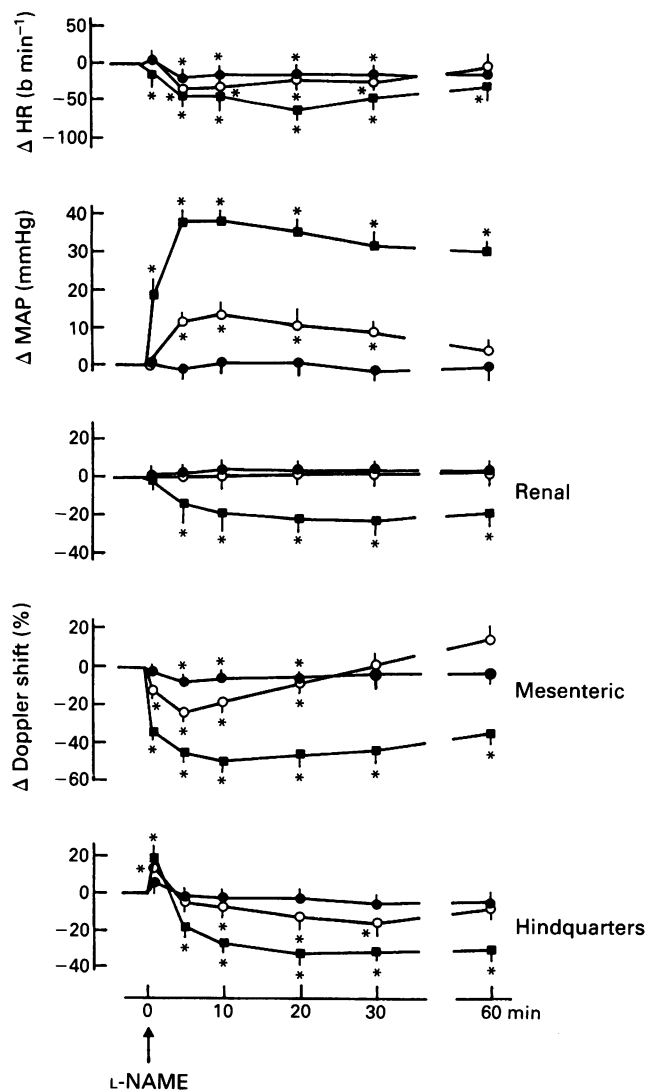 Δ HR (b min⁻¹)
50
0
−50
−100
Δ MAP (mmHg)
40
30
20
10
0
Δ Doppler shift (%)
20
0
−20
−40
Renal
20
0
−20
−40
−60
Mesenteric
20
0
−20
−40
Hindquarters
0 10 20 30 60 min
L-NAME